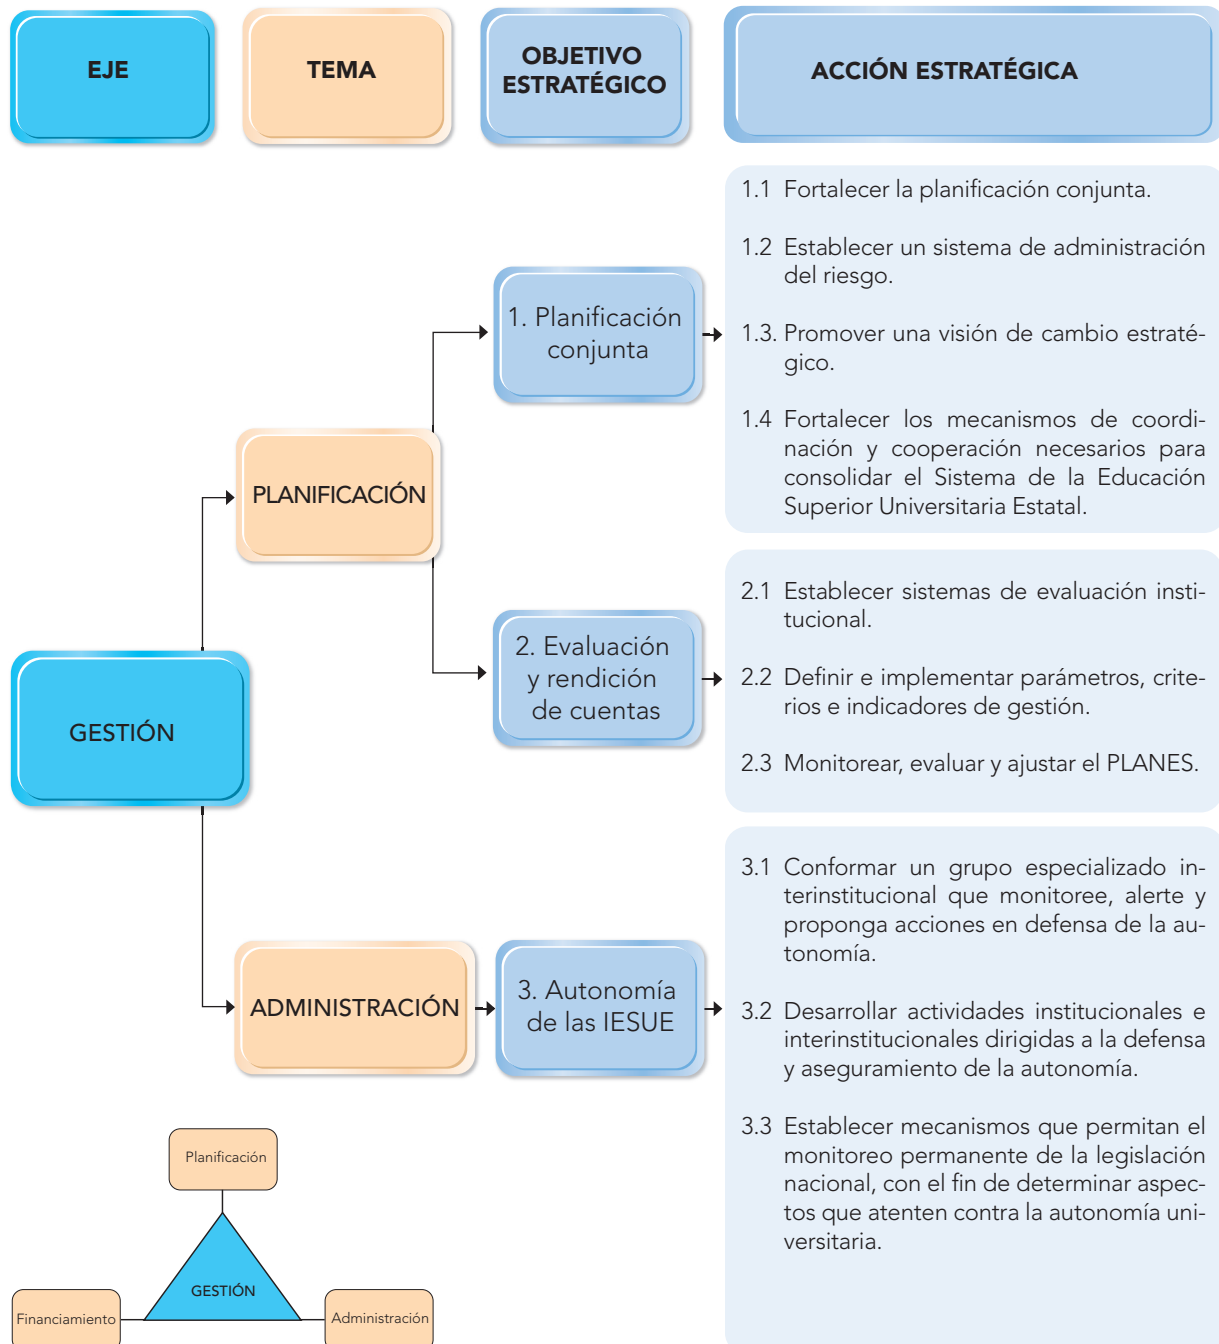 EJE
TEMA
OBJETIVO
ESTRATÉGICO
ACCIÓN ESTRATÉGICA
GESTIÓN
PLANIFICACIÓN
1. Planificación
conjunta
1.1 Fortalecer la planificación conjunta.
1.2 Establecer un sistema de administración
del riesgo.
1.3. Promover una visión de cambio estraté-
gico.
1.4 Fortalecer los mecanismos de coordi-
nación y cooperación necesarios para
consolidar el Sistema de la Educación
Superior Universitaria Estatal.
2. Evaluación
y rendición
de cuentas
2.1 Establecer sistemas de evaluación insti-
tucional.
2.2 Definir e implementar parámetros, crite-
rios e indicadores de gestión.
2.3 Monitorear, evaluar y ajustar el PLANES.
ADMINISTRACIÓN
3. Autonomía
de las IESUE
3.1 Conformar un grupo especializado in-
terinstitucional que monitoree, alerte y
proponga acciones en defensa de la au-
tonomía.
3.2 Desarrollar actividades institucionales e
interinstitucionales dirigidas a la defensa
y aseguramiento de la autonomía.
3.3 Establecer mecanismos que permitan el
monitoreo permanente de la legislación
nacional, con el fin de determinar aspec-
tos que atenten contra la autonomía uni-
versitaria.
Planificación
GESTIÓN
Financiamiento
Administración